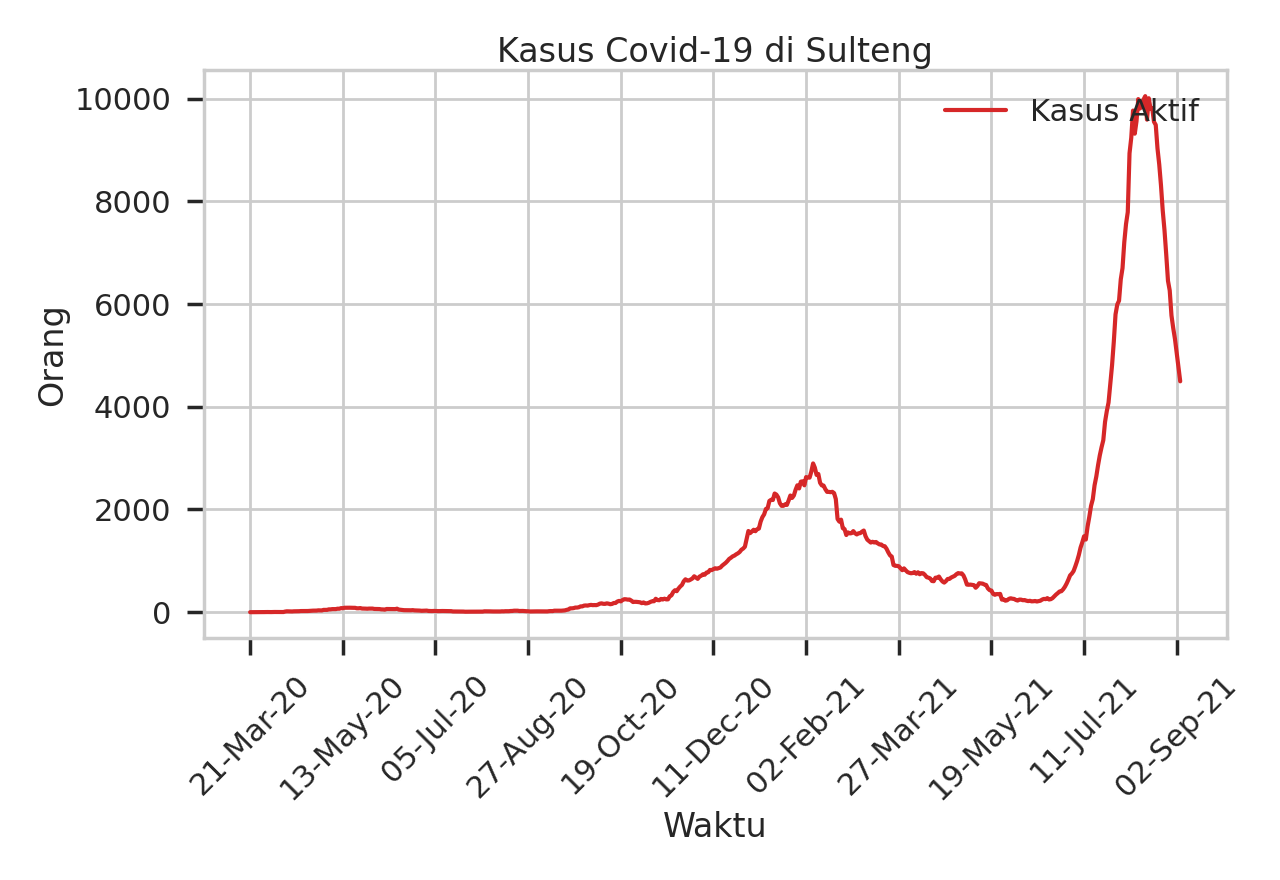 Kasus Covid-19 di Sulteng
Kasus Aktif
10000
8000
6000
4000
2000
0
Orang
21-Mar-20
13-May-20
05-Jul-20
27-Aug-20
19-Oct-20
11-Dec-20
02-Feb-21
27-Mar-21
19-May-21
11-Jul-21
02-Sep-21
Waktu